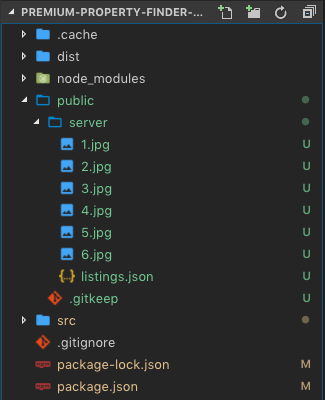 PREMIUM-PROPERTY-FINDER-...
.cache
dist
node_modules
public
server
1.jpg U
2.jpg U
3.jpg U
4.jpg U
5.jpg U
6.jpg U
listings.json U
.gitkeep U
src
.gitignore
package-lock.json M
package.json M